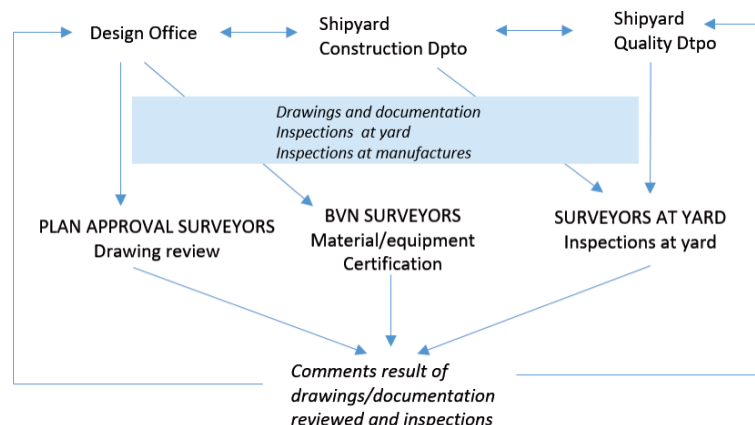 Design Office
Shipyard
Construction Dpto
Shipyard
Quality Dtpo
Drawings and documentation
Inspections at yard
Inspections at manufactures
PLAN APPROVAL SURVEYORS
Drawing review
BVN SURVEYORS
Material/equipment
Certification
SURVEYORS AT YARD
Inspections at yard
Comments result of
drawings/documentation
reviewed and inspections